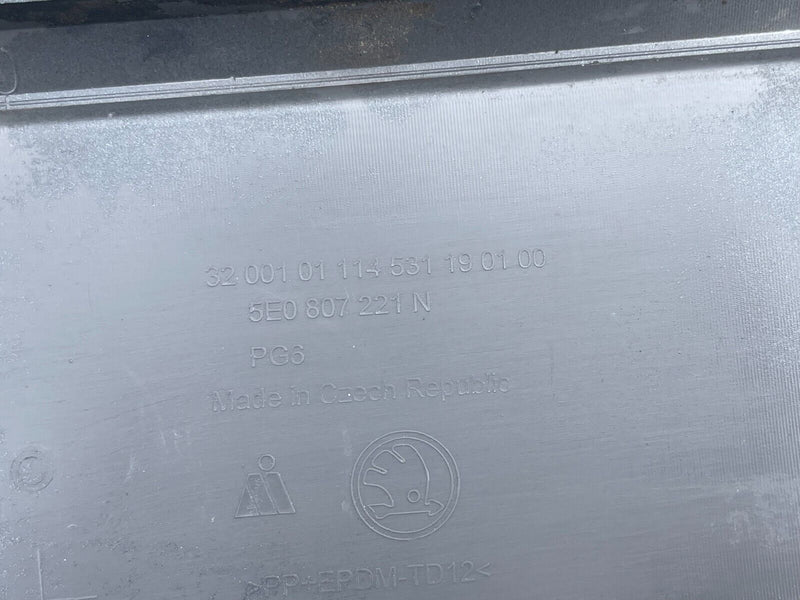 32 001 01 114 531 19 01 00
5E0 807 221 N
PG6
Made in Czech Republic
>PP+EPDM-TD12<